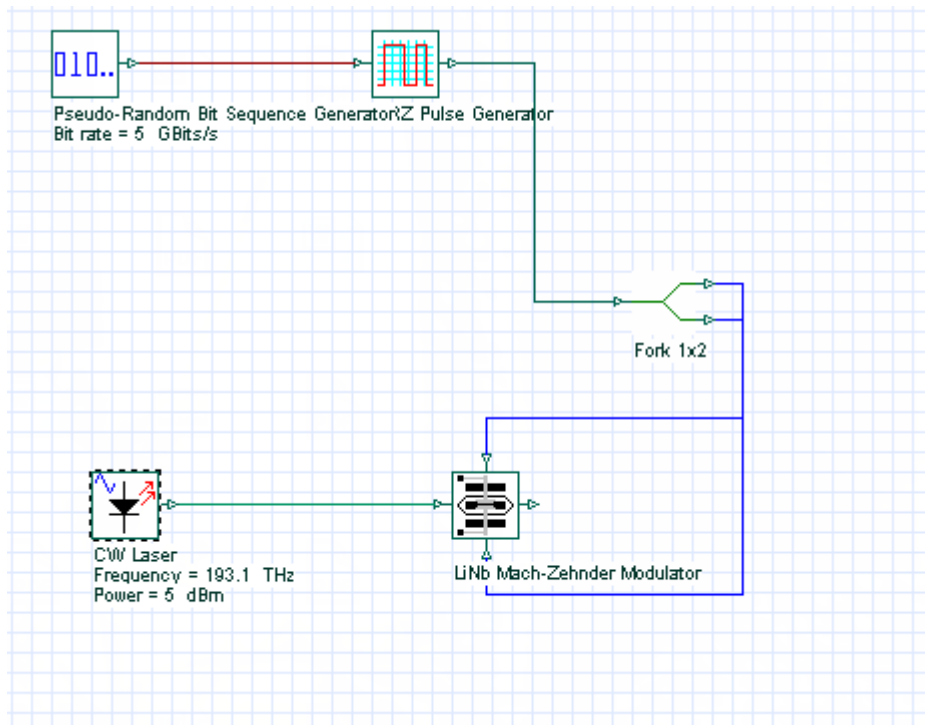 010..
Pseudo-Random Bit Sequence Generator\Z Pulse Generator
Bit rate = 5 GBits/s
Fork 1x2
CW Laser
Frequency = 193.1 THz
Power = 5 dBm
LiNb Mach-Zehnder Modulator